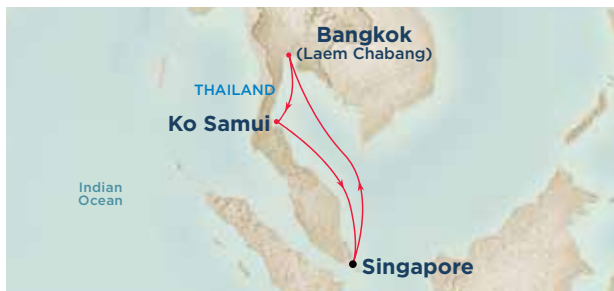 Bangkok
(Laem Chabang)
THAILAND
Ko Samui
Indian
Ocean
Singapore